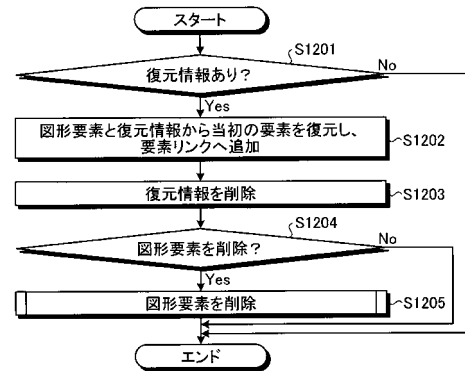 スタート
S1201
復元情報あり?
No
Yes
図形要素と復元情報から当初の要素を復元し、
要素リンクへ追加
S1202
復元情報を削除
S1203
S1204
図形要素を削除?
No
Yes
図形要素を削除
S1205
エンド